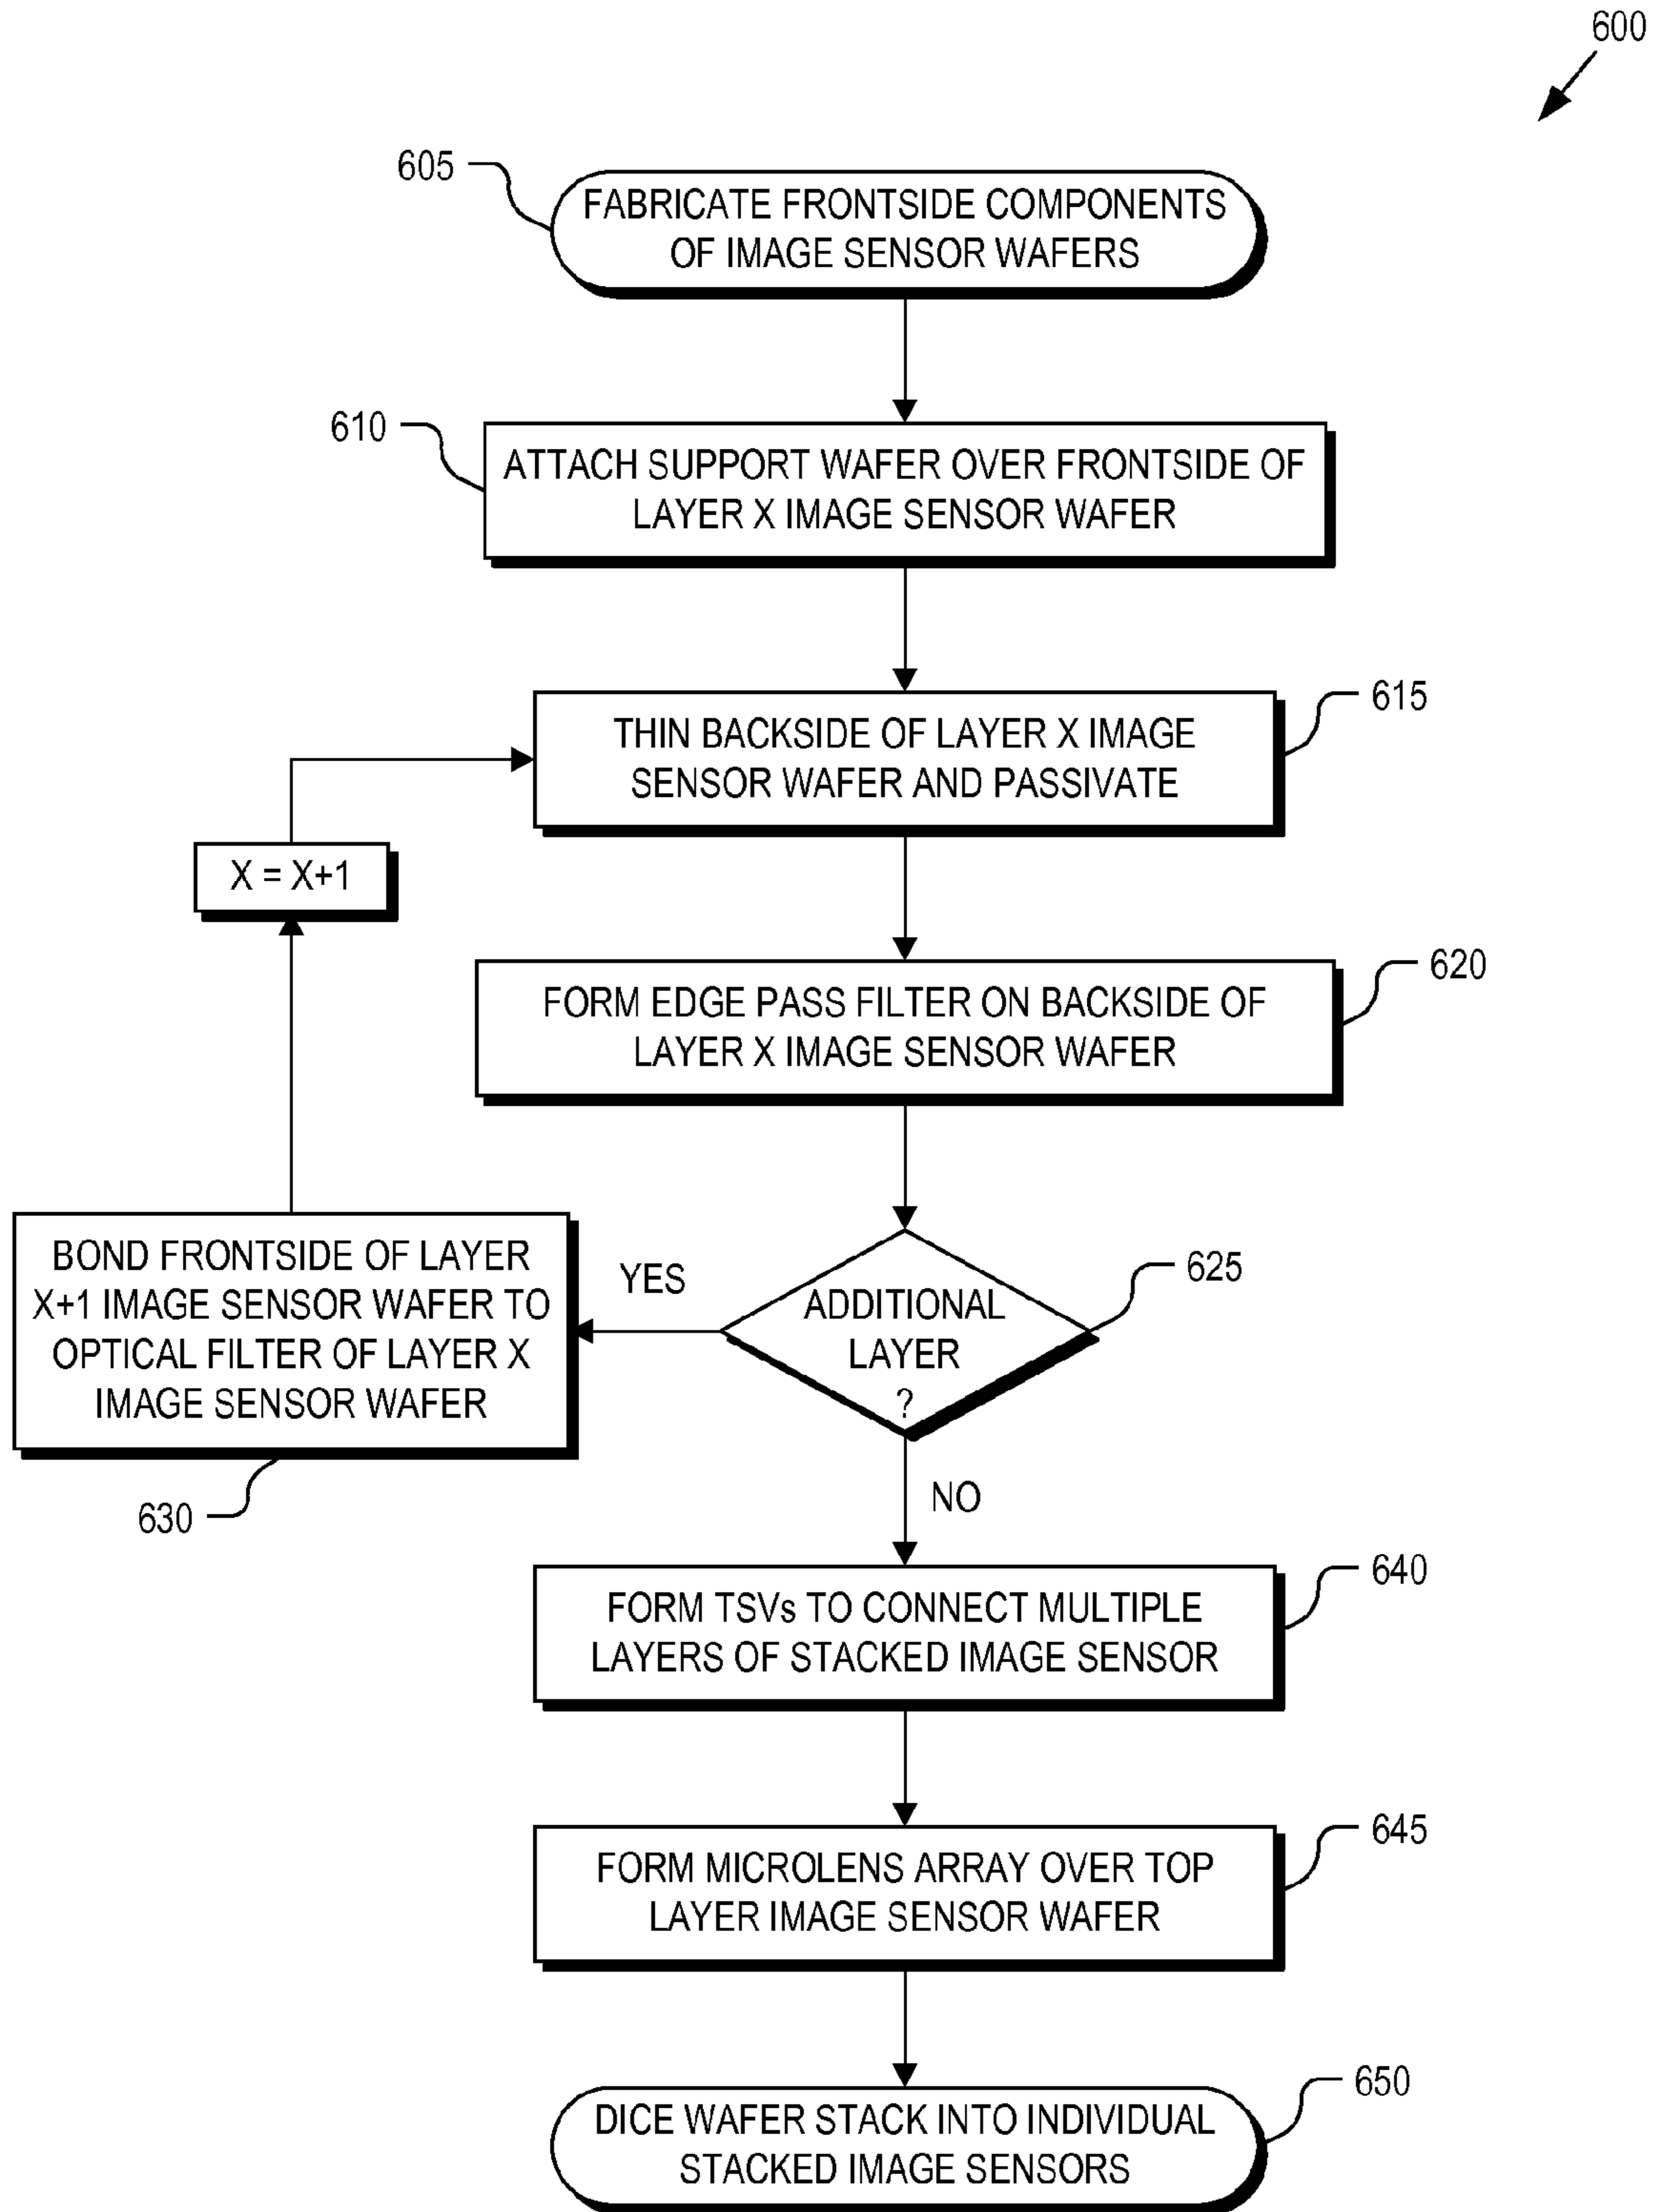 600
605
FABRICATE FRONTSIDE COMPONENTS
OF IMAGE SENSOR WAFERS
610
ATTACH SUPPORT WAFER OVER FRONTSIDE OF
LAYER X IMAGE SENSOR WAFER
615
THIN BACKSIDE OF LAYER X IMAGE
SENSOR WAFER AND PASSIVATE
X = X+1
620
FORM EDGE PASS FILTER ON BACKSIDE OF
LAYER X IMAGE SENSOR WAFER
625
ADDITIONAL
LAYER
?
YES
BOND FRONTSIDE OF LAYER
X+1 IMAGE SENSOR WAFER TO
OPTICAL FILTER OF LAYER X
IMAGE SENSOR WAFER
630
NO
640
FORM TSVs TO CONNECT MULTIPLE
LAYERS OF STACKED IMAGE SENSOR
645
FORM MICROLENS ARRAY OVER TOP
LAYER IMAGE SENSOR WAFER
650
DICE WAFER STACK INTO INDIVIDUAL
STACKED IMAGE SENSORS